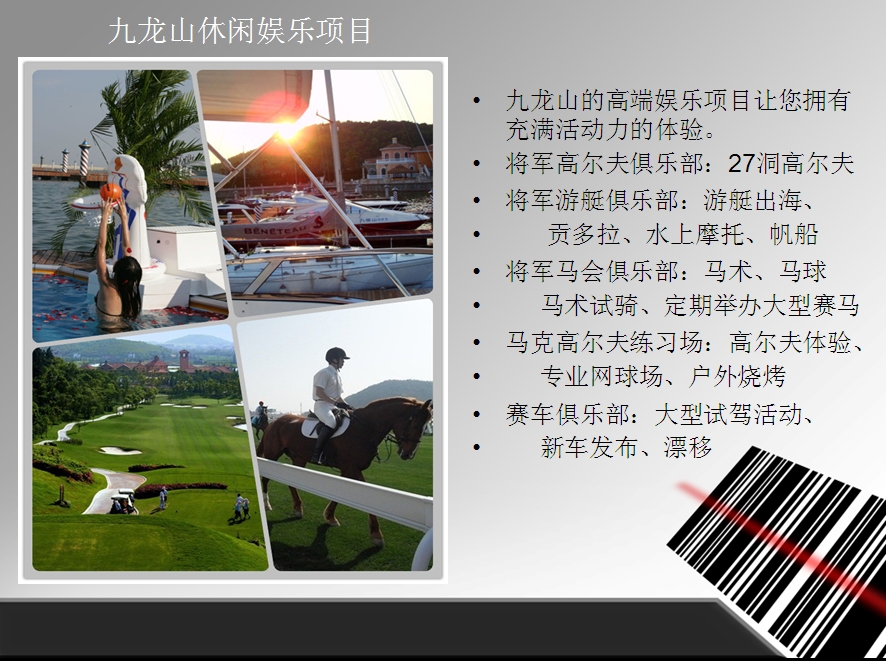 九龙山休闲娱乐项目
BÉNÉTEAU
• 九龙山的高端娱乐项目让您拥有
充满活动力的体验。
• 将军高尔夫俱乐部：27洞高尔夫
• 将军游艇俱乐部：游艇出海、
• 贡多拉、水上摩托、帆船
• 将军马会俱乐部：马术、马球
• 马术试骑、定期举办大型赛马
• 马克高尔夫练习场：高尔夫体验、
• 专业网球场、户外烧烤
• 赛车俱乐部：大型试驾活动、
• 新车发布、漂移